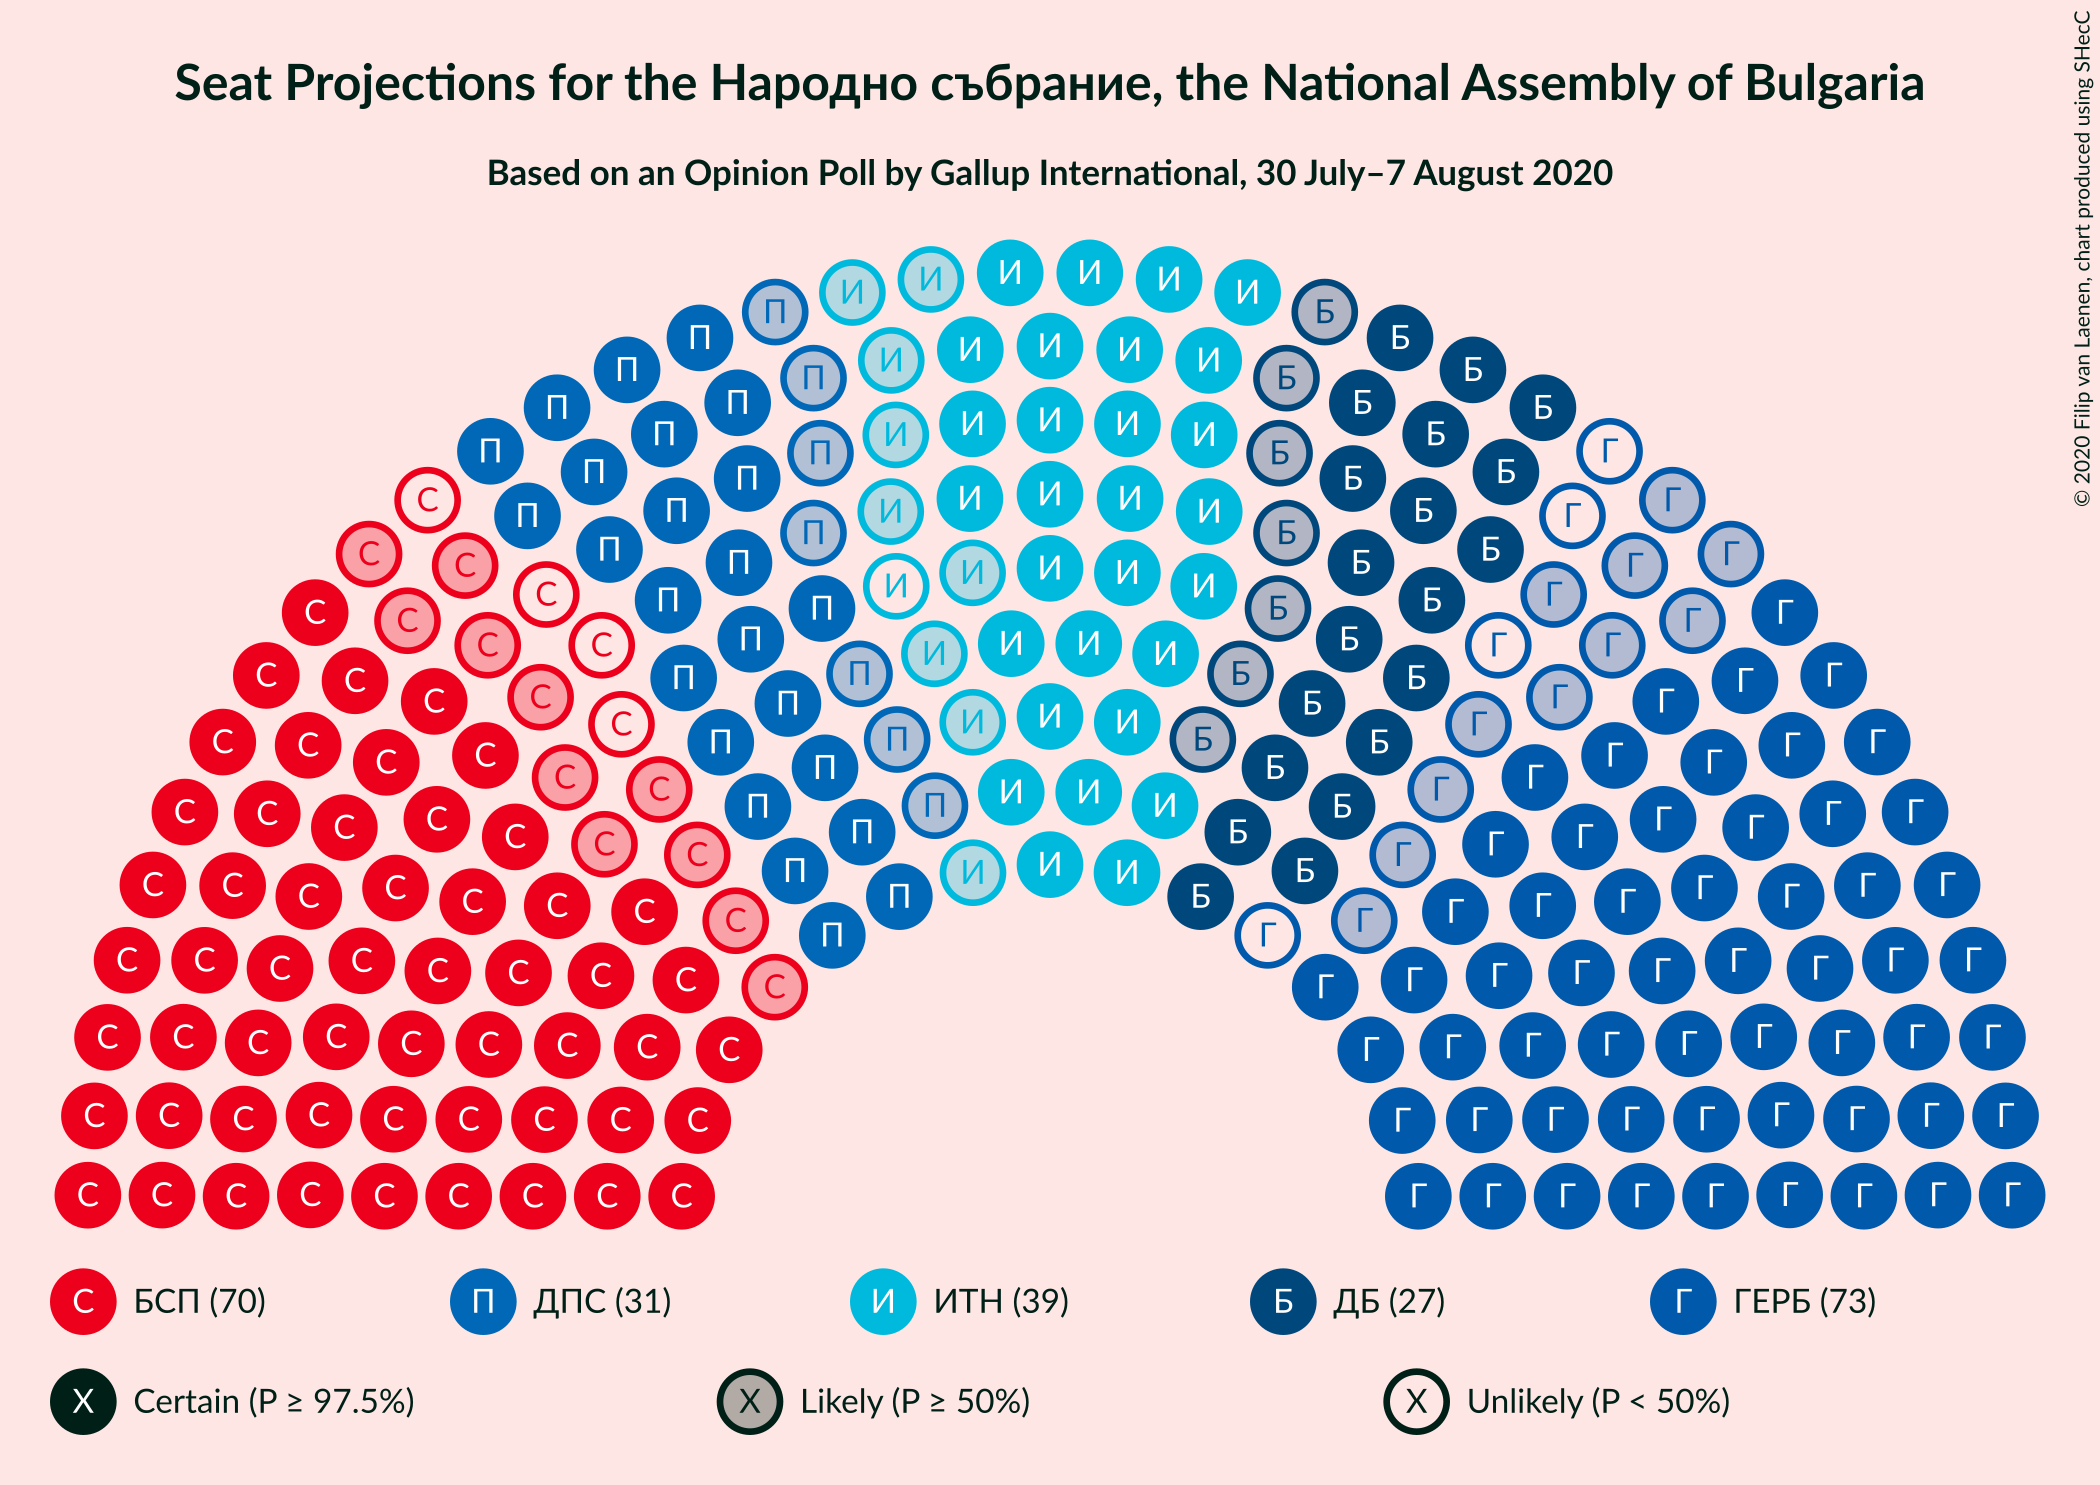 Seat Projections for the Народно събрание, the National Assembly of Bulgaria
Based on an Opinion Poll by Gallup International, 30 July–7 August 2020
© 2020 Filip van Laenen, chart produced using SHecC
С БСП (70) П ДПС (31) И ИТН (39) Б ДБ (27) Г ГЕРБ (73)
X Certain (P ≥ 97.5%) X Likely (P ≥ 50%) X Unlikely (P < 50%)